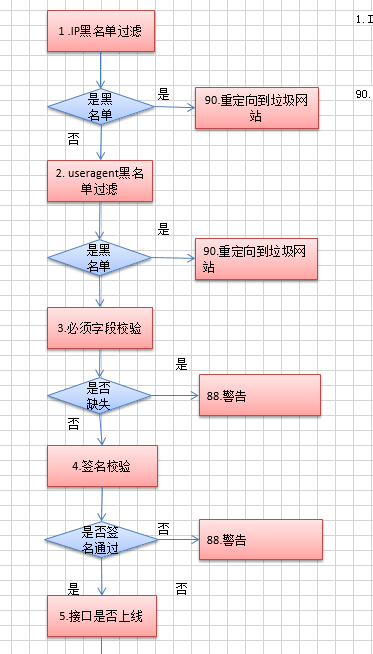 1.I
1 .IP黑名单过滤
是
是黑
名单
90.重定向到垃圾网
站
90.
否
2. useragent黑名
单过滤
是
是黑
名单
90.重定向到垃圾网
站
3.必须字段校验
是
是否
缺失
88.警告
否
4.签名校验
否
是否签
名通过
88.警告
是
否
5.接口是否上线